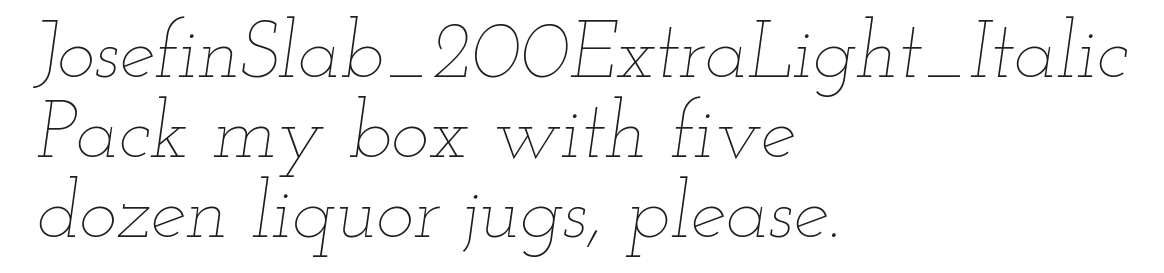 JosefinSlab_200ExtraLight_Italic
Pack my box with five
dozen liquor jugs, please.